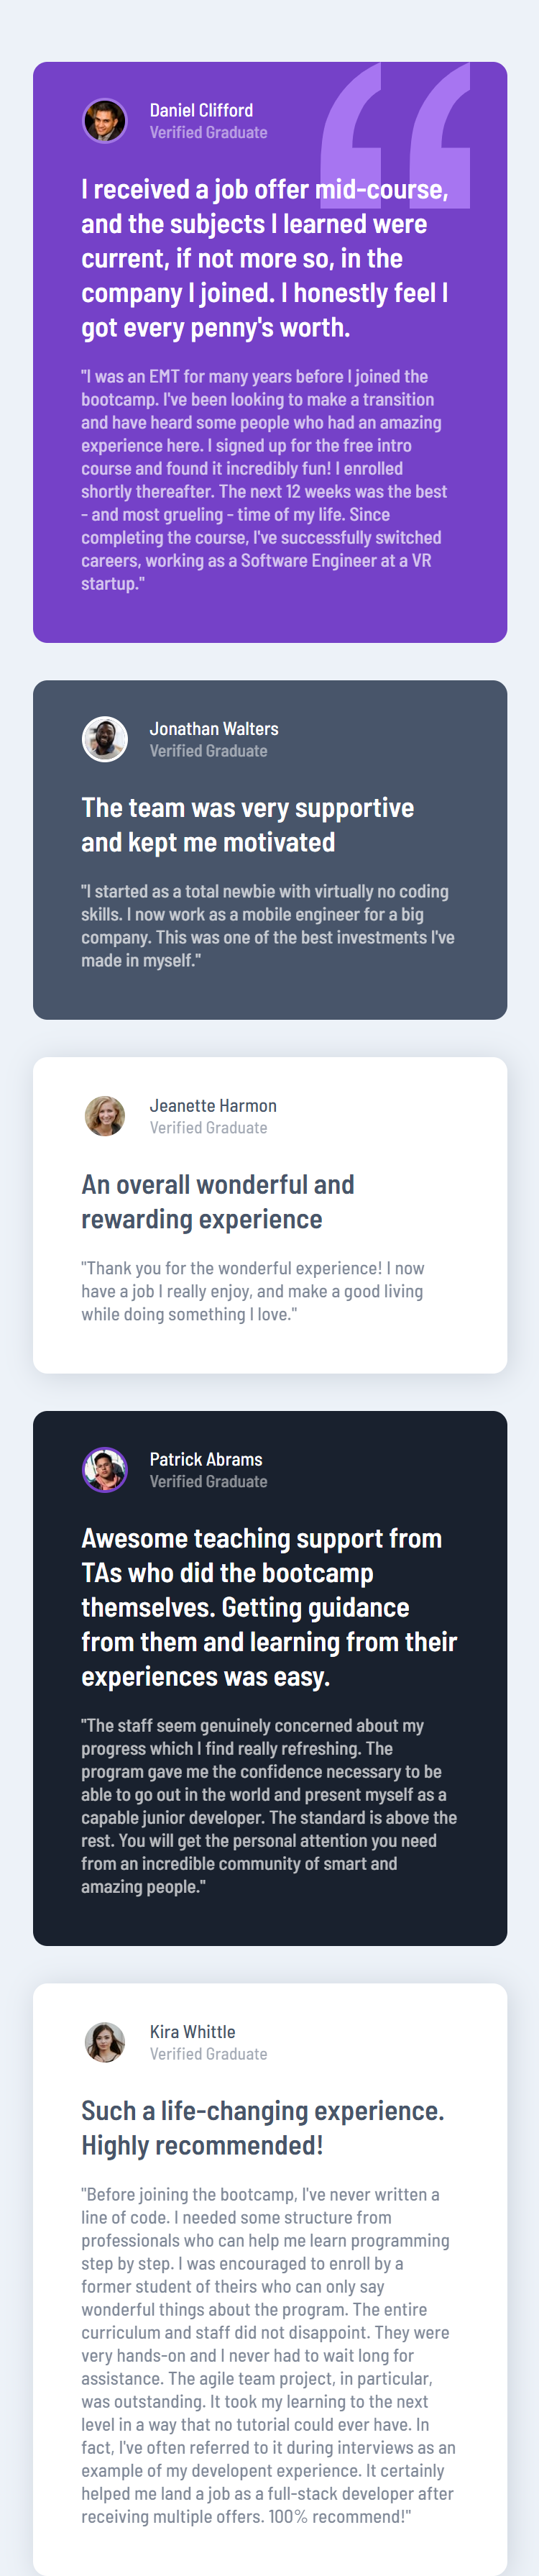 Daniel Clifford
Verified Graduate
I received a job offer mid-course,
and the subjects I learned were
current, if not more so, in the
company I joined. I honestly feel I
got every penny's worth.
"I was an EMT for many years before I joined the
bootcamp. I've been looking to make a transition
and have heard some people who had an amazing
experience here. I signed up for the free intro
course and found it incredibly fun! I enrolled
shortly thereafter. The next 12 weeks was the best
- and most grueling - time of my life. Since
completing the course, I've successfully switched
careers, working as a Software Engineer at a VR
startup."
Jonathan Walters
Verified Graduate
The team was very supportive
and kept me motivated
"I started as a total newbie with virtually no coding
skills. I now work as a mobile engineer for a big
company. This was one of the best investments I've
made in myself."
Jeanette Harmon
Verified Graduate
An overall wonderful and
rewarding experience
"Thank you for the wonderful experience! I now
have a job I really enjoy, and make a good living
while doing something I love."
Patrick Abrams
Verified Graduate
Awesome teaching support from
TAs who did the bootcamp
themselves. Getting guidance
from them and learning from their
experiences was easy.
"The staff seem genuinely concerned about my
progress which I find really refreshing. The
program gave me the confidence necessary to be
able to go out in the world and present myself as a
capable junior developer. The standard is above the
rest. You will get the personal attention you need
from an incredible community of smart and
amazing people."
Kira Whittle
Verified Graduate
Such a life-changing experience.
Highly recommended!
"Before joining the bootcamp, I've never written a
line of code. I needed some structure from
professionals who can help me learn programming
step by step. I was encouraged to enroll by a
former student of theirs who can only say
wonderful things about the program. The entire
curriculum and staff did not disappoint. They were
very hands-on and I never had to wait long for
assistance. The agile team project, in particular,
was outstanding. It took my learning to the next
level in a way that no tutorial could ever have. In
fact, I've often referred to it during interviews as an
example of my developent experience. It certainly
helped me land a job as a full-stack developer after
receiving multiple offers. 100% recommend!"